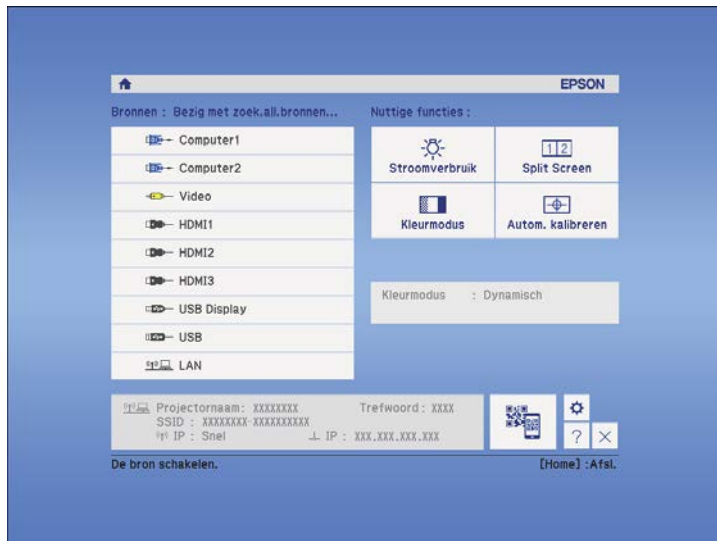 EPSON
Bronnen : Bezig met zoek.all.bronnen...
Computer1
Computer2
Video
HDMI1
HDMI2
HDMI3
USB Display
USB
LAN
Nuttige functies :
Stroomverbruik
1 2
Split Screen
Kleurmodus
Autom. kalibreren
Kleurmodus : Dynamisch
Projectornaam: XXXXXXXX Trefwoord : XXXX
SSID : XXXXXXXX-XXXXXXXXXX
IP : Snel IP : XXX.XXX.XXX.XXX
?
De bron schakelen. [Home] :Afsl.